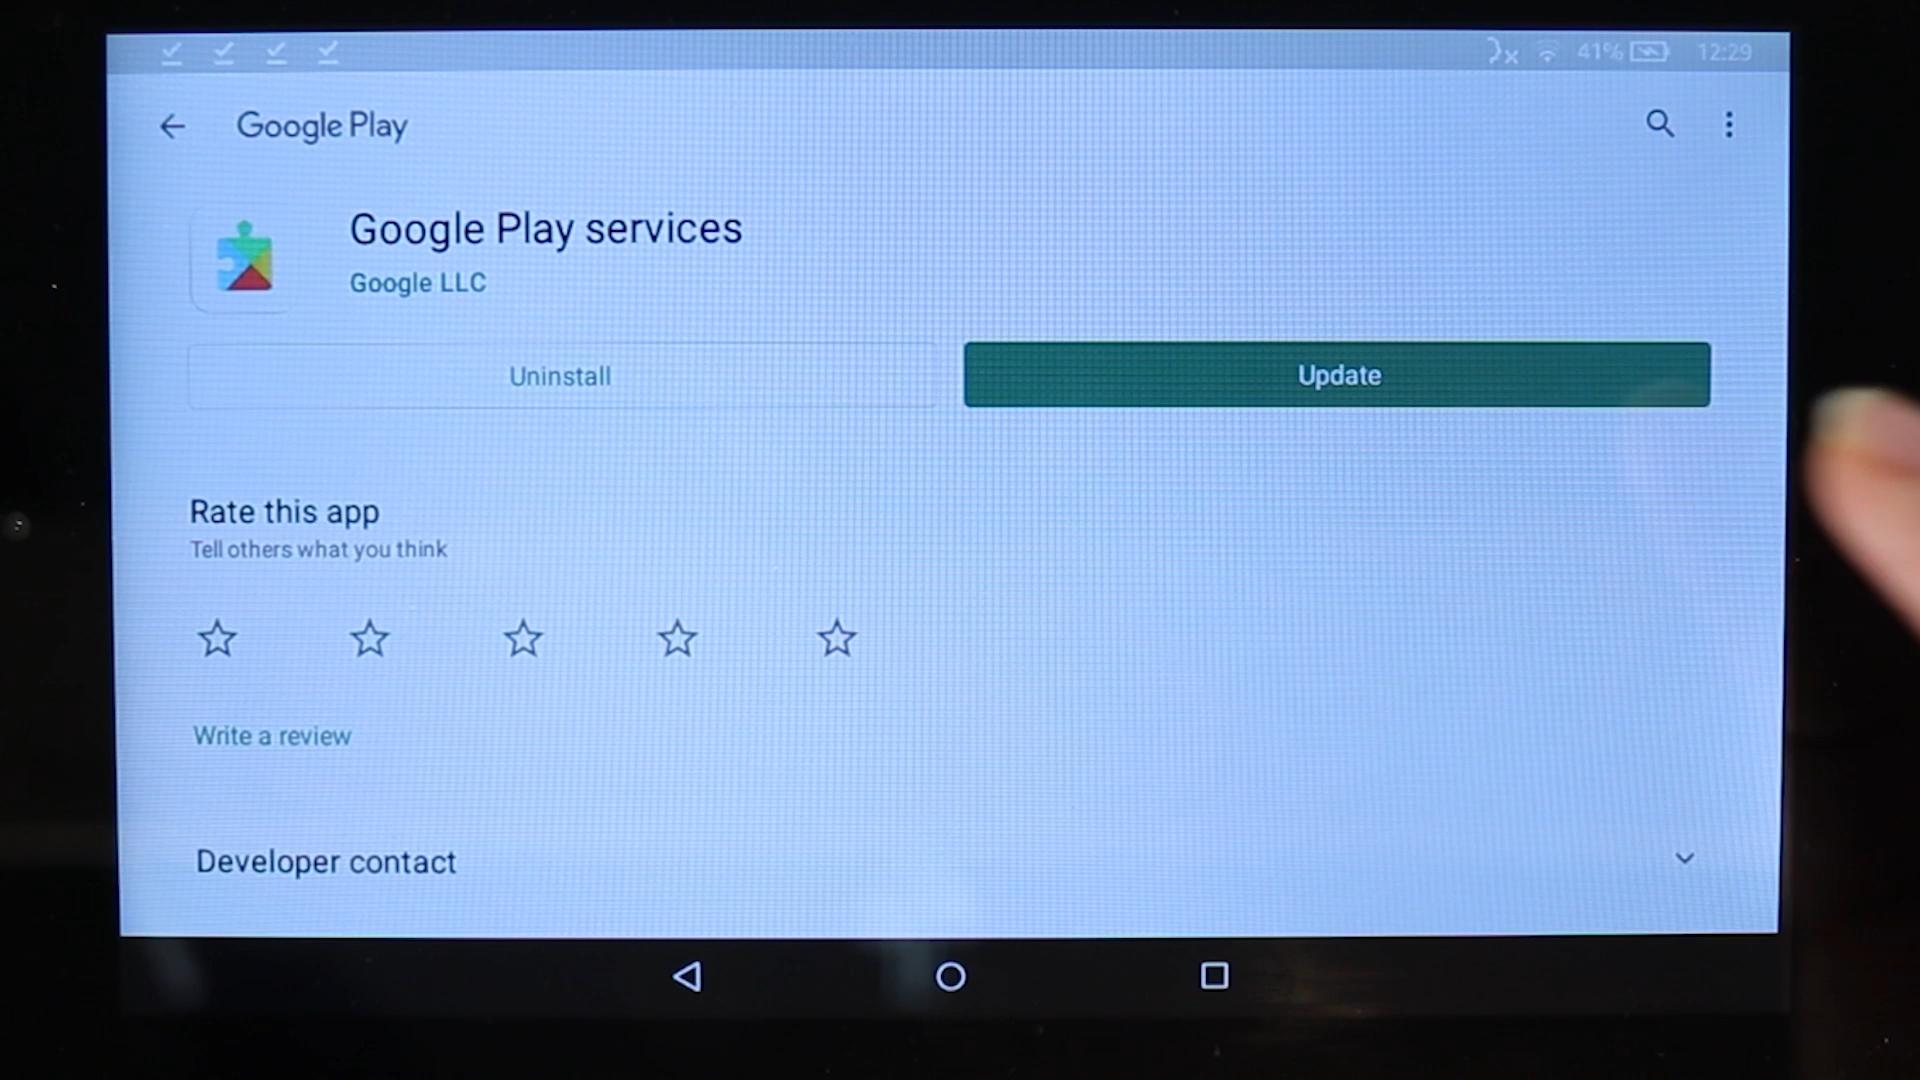 41% 12:29
Google Play
Google Play services
Google LLC
Uninstall
Update
Rate this app
Tell others what you think
Write a review
Developer contact